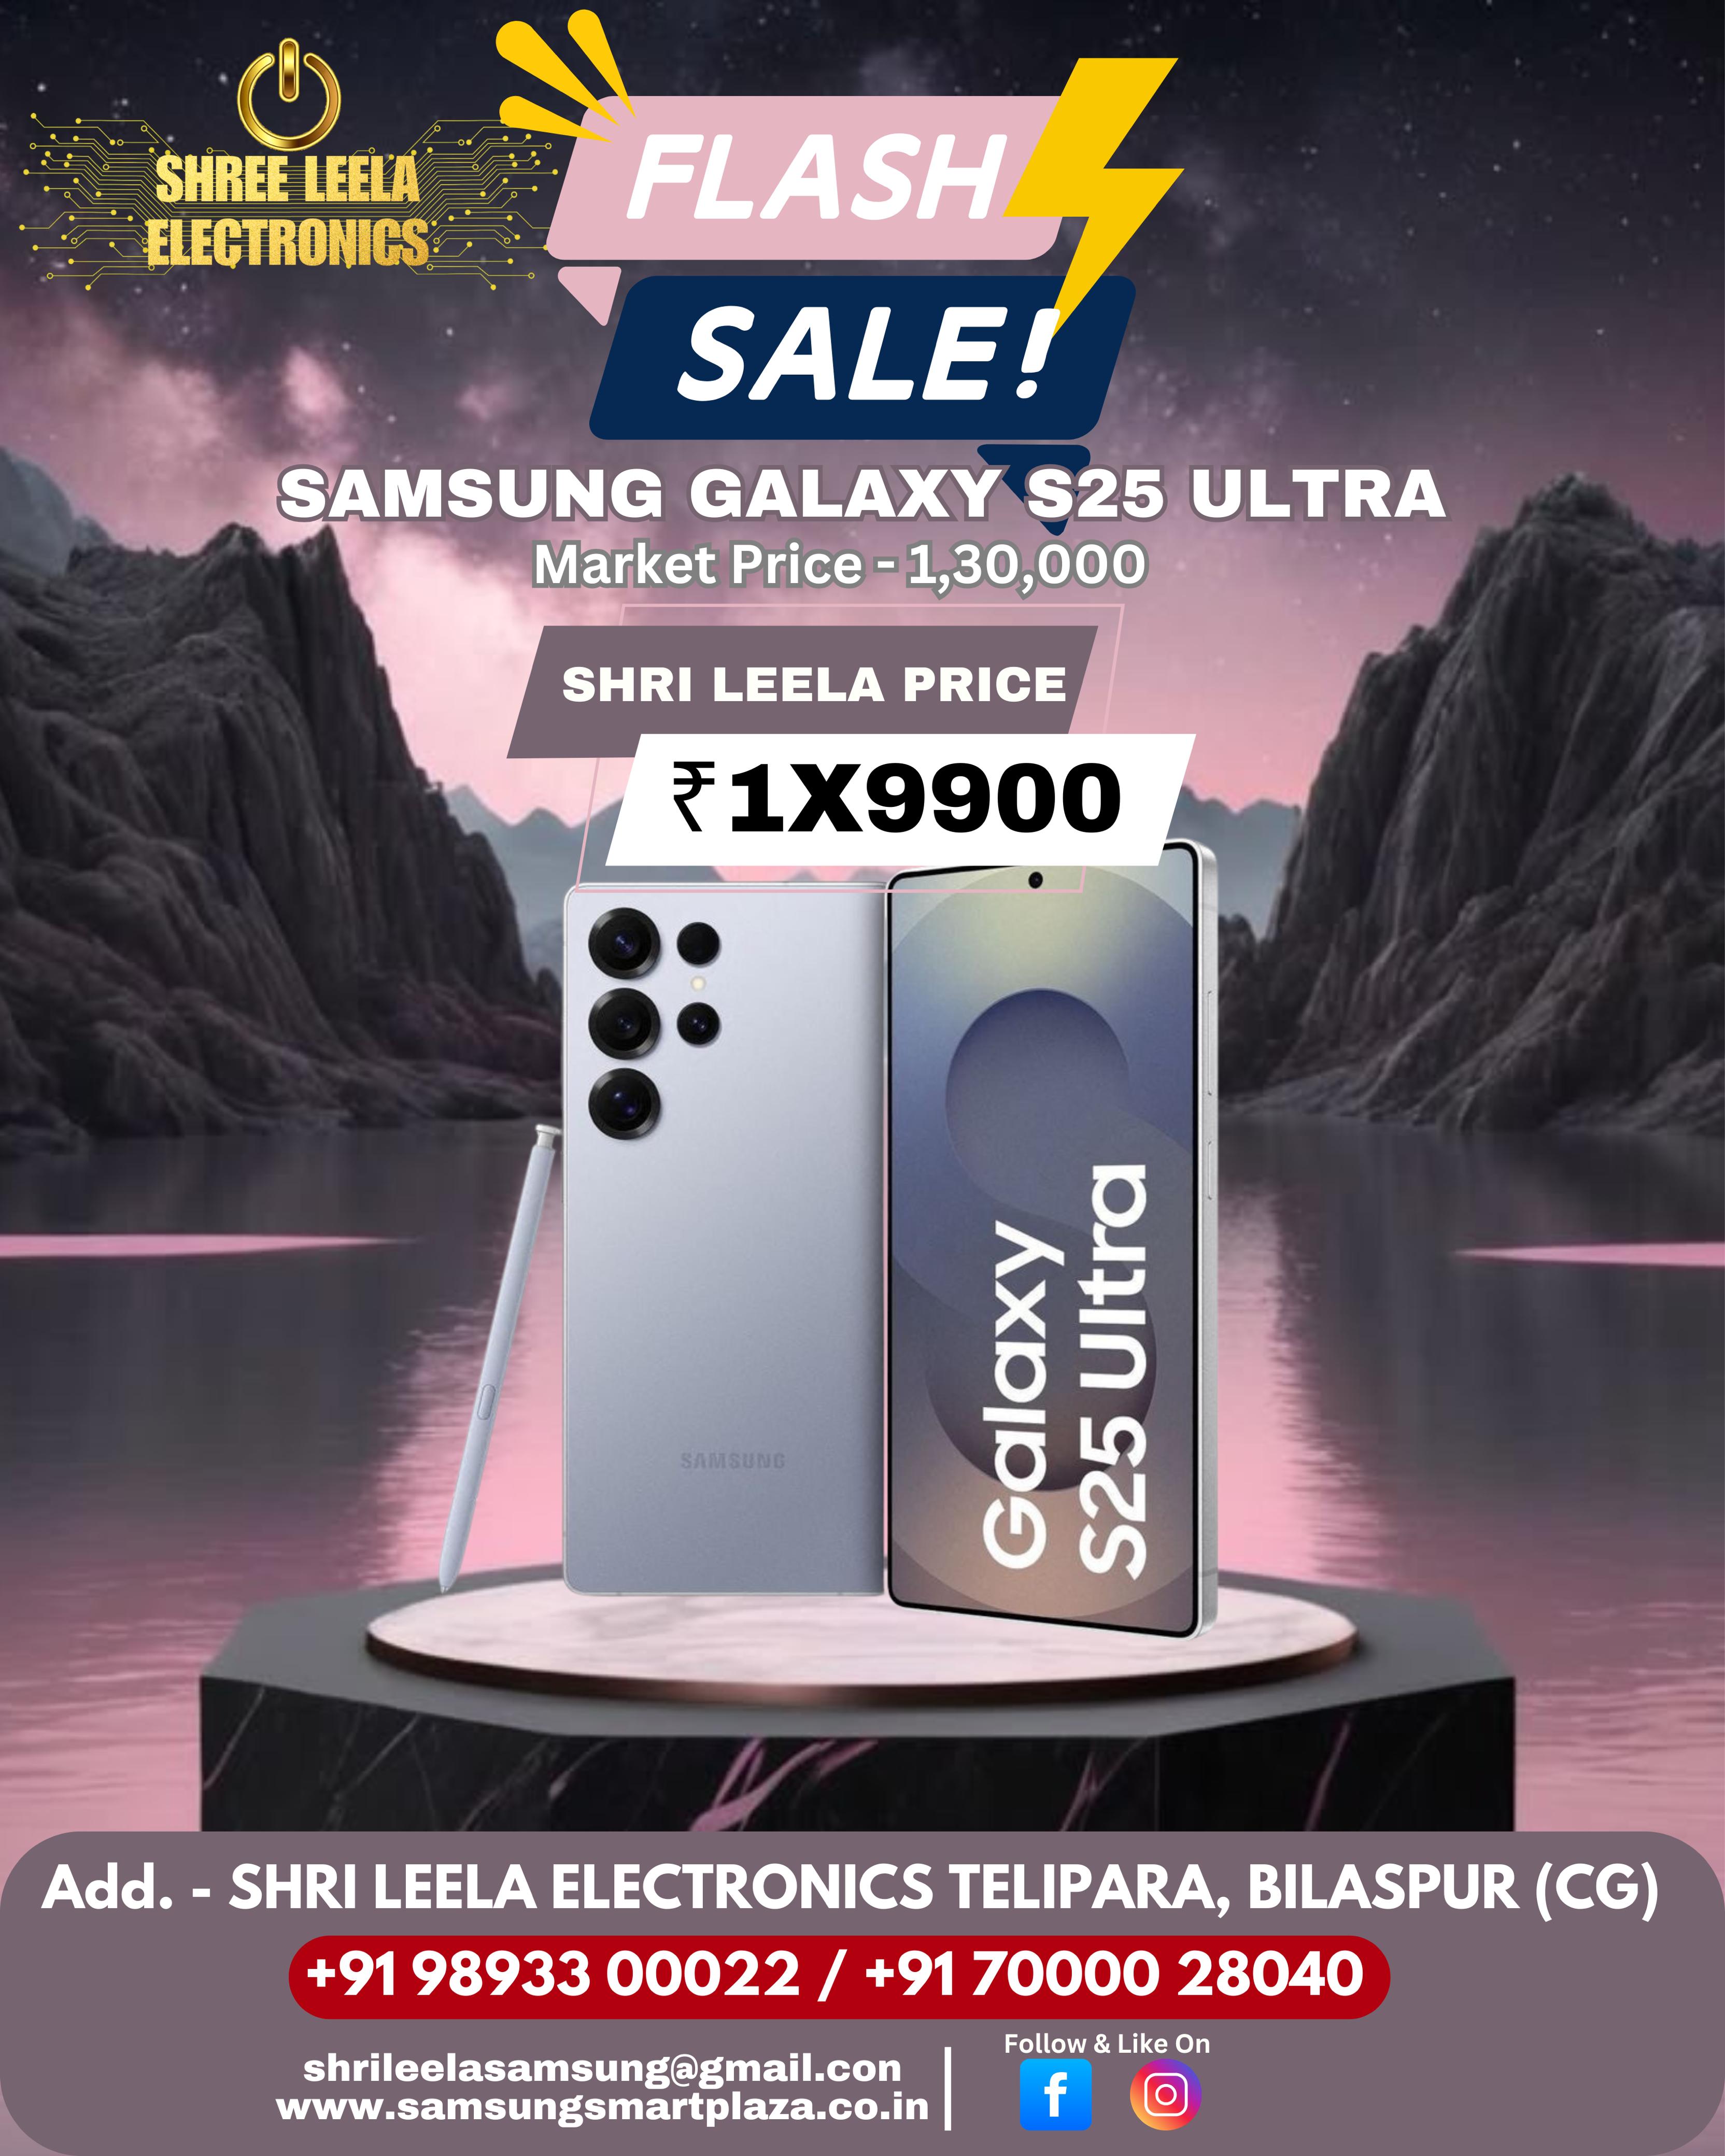 SHREE LEELA
ELECTRONICS
FLASH
SALE!
SAMSUNG GALAXY S25 ULTRA
Market Price - 1,30,000
SHRI LEELA PRICE
₹1X9900
SAMSUNG
Galaxy
S25 Ultra
Add. - SHRI LEELA ELECTRONICS TELIPARA, BILASPUR (CG)
+91 98933 00022 / +91 70000 28040
shrileelasamsung@gmail.con
www.samsungsmartplaza.co.in
Follow & Like On